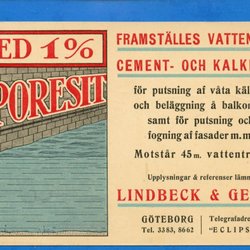 ED 1%
PORESIT
FRAMSTÄLLES VATTEN
CEMENT- OCH KALK
för putsning af våta käl
och beläggning å balkon
samt för putsning och
fogning af fasader m. m.
Motstår 45 m. vattentr
Upplysningar & referenser lämn
LINDBECK & GE
GÖTEBORG
Tel. 3383, 8662
Telegrafadre
"ECLIPS